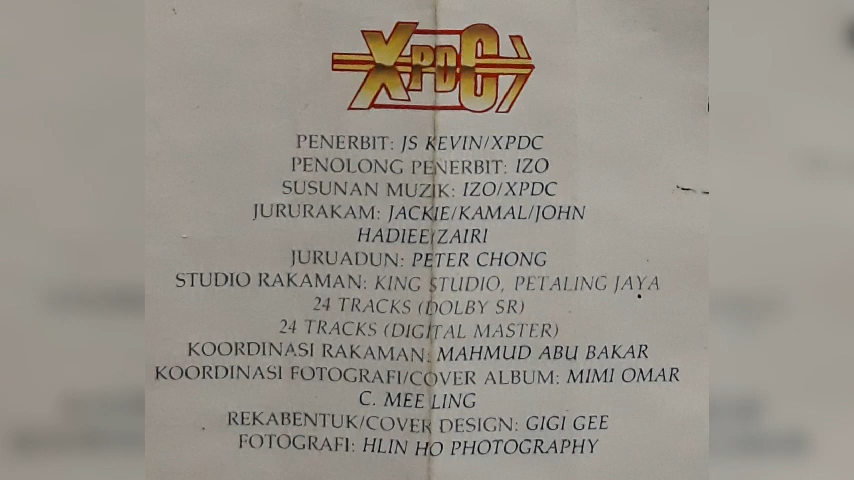 XPDC
PENERBIT: JS KEVIN/XPDC
PENOLONG PENERBIT: IZO
SUSUNAN MUZIK: IZO/XPDC
JURURAKAM: JACKIE/KAMAL/JOHN
HADIEE/ZAIRI
JURUADUN: PETER CHONG
STUDIO RAKAMAN: KING STUDIO, PETALING JAYA
24 TRACKS (DOLBY SR)
24 TRACKS (DIGITAL MASTER)
KOORDINASI RAKAMAN: MAHMUD ABU BAKAR
KOORDINASI FOTOGRAFI/COVER ALBUM: MIMI OMAR
C. MEE LING
REKABENTUK/COVER DESIGN: GIGI GEE
FOTOGRAFI: HLIN HO PHOTOGRAPHY